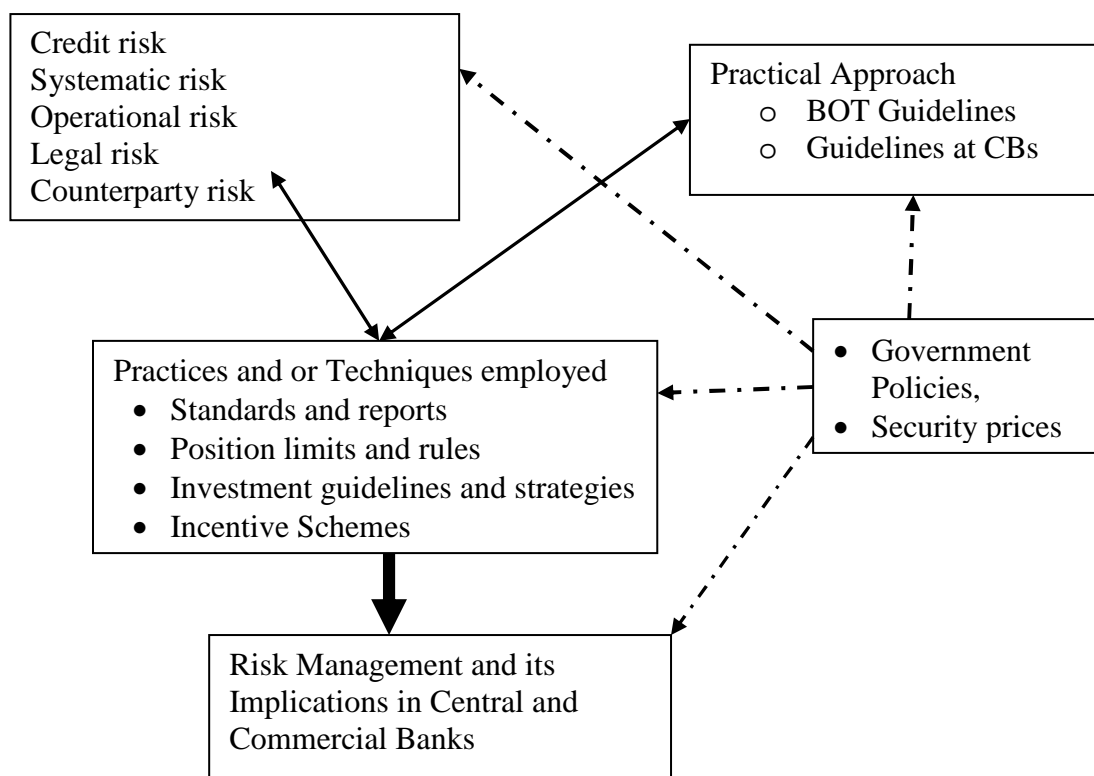 Credit risk
Systematic risk
Operational risk
Legal risk
Counterparty risk
Practical Approach
o BOT Guidelines
o Guidelines at CBs
Practices and or Techniques employed
• Standards and reports
• Position limits and rules
• Investment guidelines and strategies
• Incentive Schemes
• Government
Policies,
• Security prices
Risk Management and its
Implications in Central and
Commercial Banks